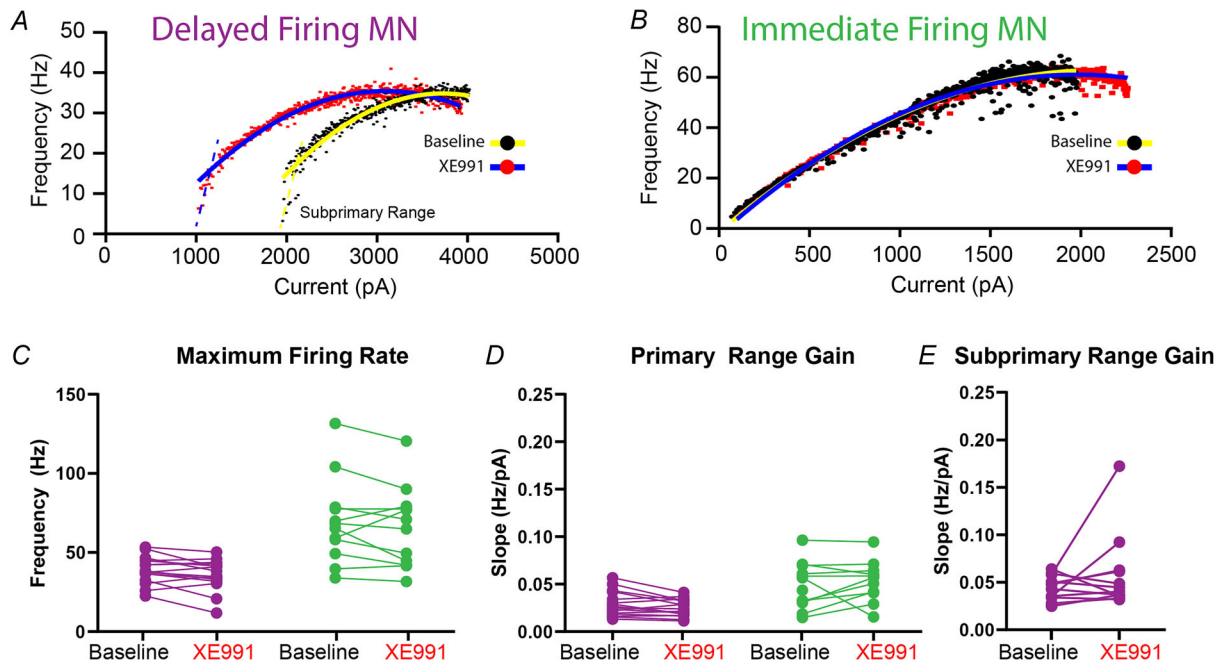 A Delayed Firing MN
Frequency (Hz)
50
40
30
20
10
0
1000 2000 3000 4000 5000
Current (pA)
Baseline
XE991
Subprimary Range
B Immediate Firing MN
Frequency (Hz)
80
60
40
20
0
0 500 1000 1500 2000 2500
Current (pA)
Baseline
XE991
C Maximum Firing Rate
Frequency (Hz)
150
100
50
0
Baseline XE991 Baseline XE991
D Primary Range Gain
Slope (Hz/pA)
0.25
0.20
0.15
0.10
0.05
0.00
Baseline XE991 Baseline XE991
E Subprimary Range Gain
Slope (Hz/pA)
0.25
0.20
0.15
0.10
0.05
0.00
Baseline XE991